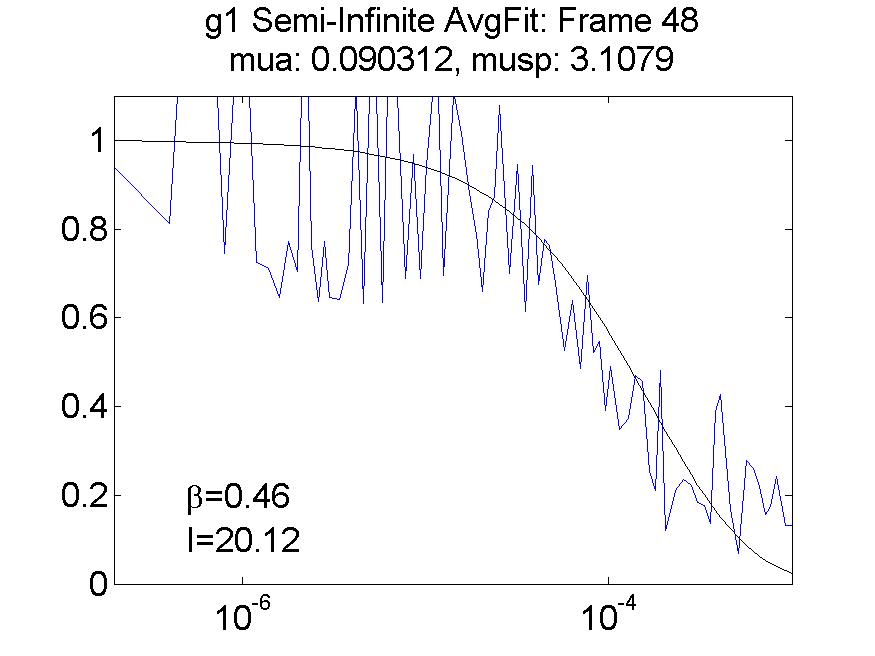 g1 Semi-Infinite AvgFit: Frame 48
mua: 0.090312, musp: 3.1079
1
0.8
0.6
0.4
0.2
0
β=0.46
I=20.12
10^-6
10^-4